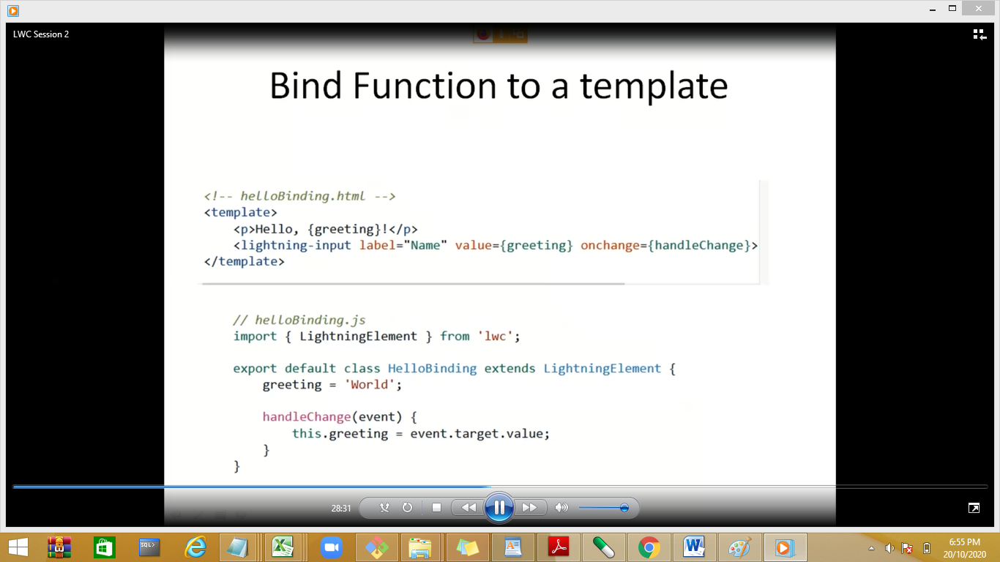 LWC Session 2
Bind Function to a template
<!-- helloBinding.html -->
<template>
    <p>Hello, {greeting}!</p>
    <lightning-input label="Name" value={greeting} onchange={handleChange}>
</template>
// helloBinding.js
import { LightningElement } from 'lwc';
export default class HelloBinding extends LightningElement {
    greeting = 'World';
    handleChange(event) {
        this.greeting = event.target.value;
    }
}
28:31
SQL>
6:55 PM
20/10/2020